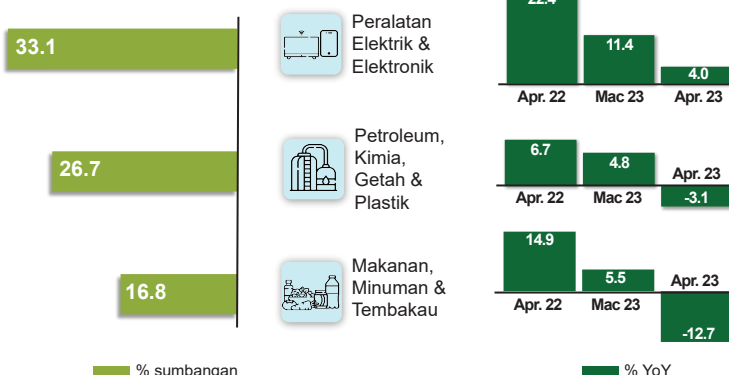 33.1
Peralatan
Elektrik &
Elektronik
22.4
11.4
4.0
Apr. 22
Mac 23
Apr. 23
26.7
Petroleum,
Kimia,
Getah &
Plastik
6.7
4.8
Apr. 23
Apr. 22
Mac 23
-3.1
16.8
Makanan,
Minuman &
Tembakau
14.9
5.5
Apr. 23
Apr. 22
Mac 23
-12.7
% sumbangan
% YoY